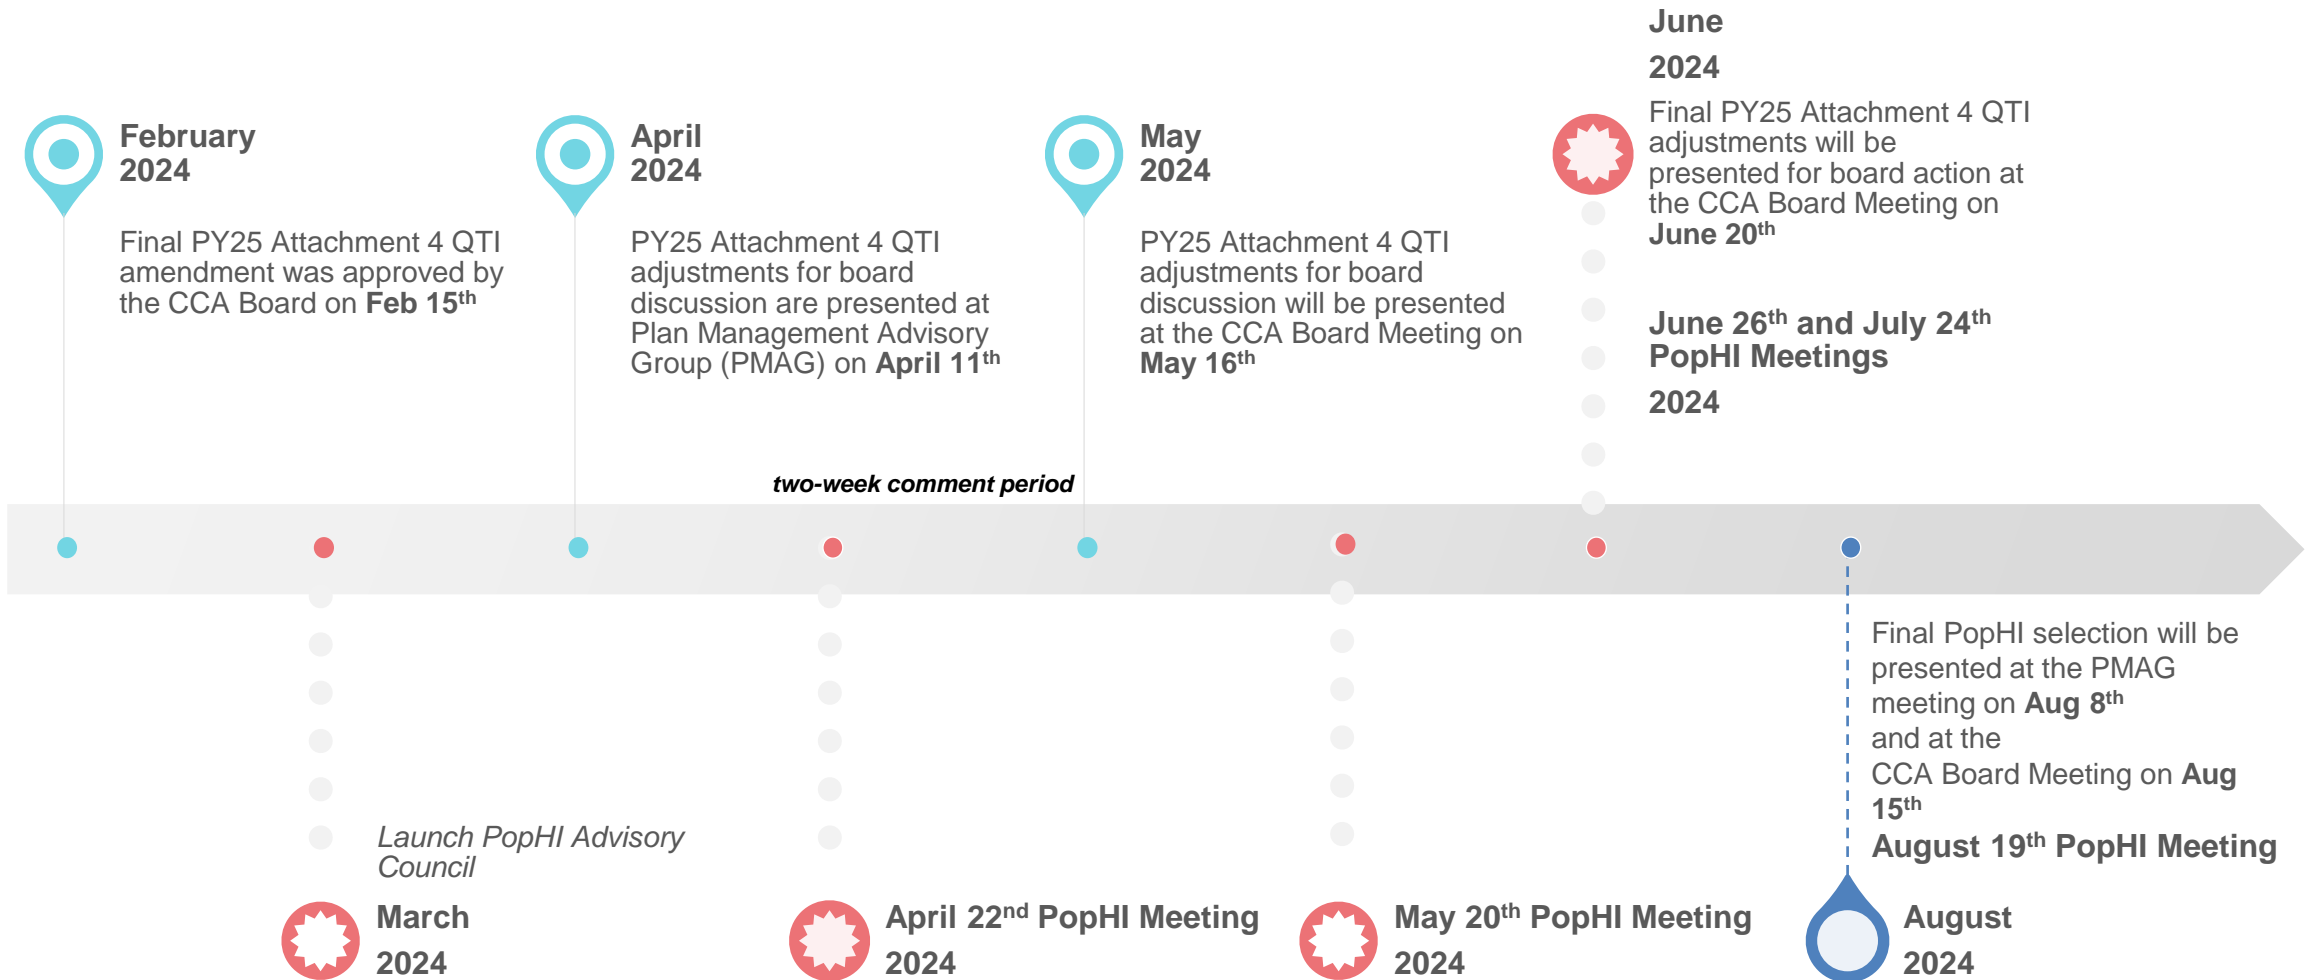 February
2024
Final PY25 Attachment 4 QTI
amendment was approved by
the CCA Board on Feb 15th
April
2024
PY25 Attachment 4 QTI
adjustments for board
discussion are presented at
Plan Management Advisory
Group (PMAG) on April 11th
May
2024
PY25 Attachment 4 QTI
adjustments for board
discussion will be presented
at the CCA Board Meeting on
May 16th
June
2024
Final PY25 Attachment 4 QTI
adjustments will be
presented for board action at
the CCA Board Meeting on
June 20th
June 26th and July 24th
PopHI Meetings
2024
two-week comment period
Launch PopHI Advisory
Council
March
2024
April 22nd PopHI Meeting
2024
May 20th PopHI Meeting
2024
Final PopHI selection will be
presented at the PMAG
meeting on Aug 8th
and at the
CCA Board Meeting on Aug
15th
August 19th PopHI Meeting
August
2024